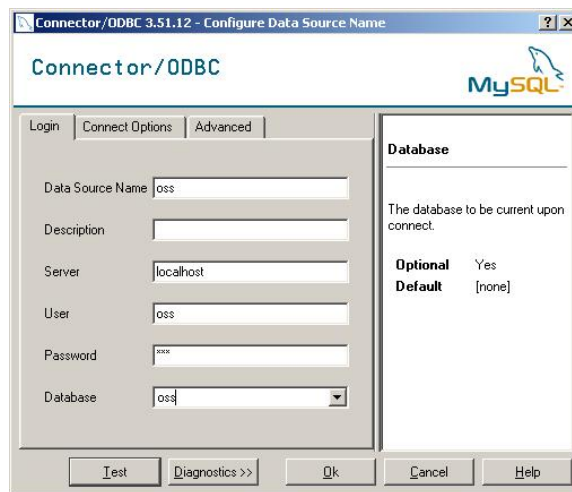 Connector/ODBC 3.51.12 - Configure Data Source Name
Connector/ODBC
MySQL
Login
Connect Options
Advanced
Data Source Name oss
Description
Server localhost
User oss
Password ***
Database oss
Database
The database to be current upon
connect.
Optional Yes
Default [none]
Test
Diagnostics >>
Ok
Cancel
Help